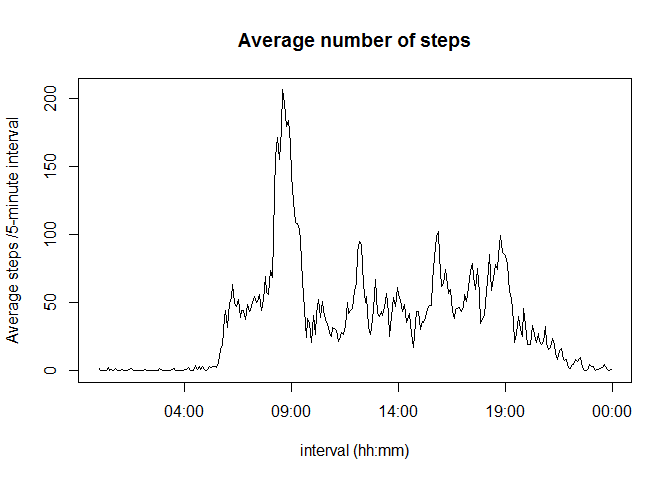 Average number of steps
Average steps /5-minute interval
200
150
100
50
0
04:00 09:00 14:00 19:00 00:00
interval (hh:mm)